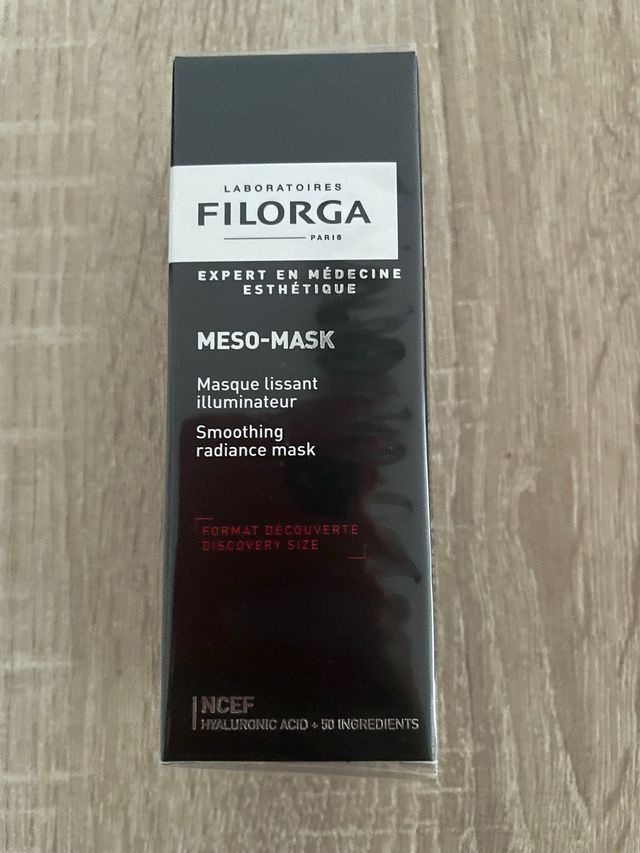 LABORATOIRES
FILORGA
PARIS
EXPERT EN MÉDECINE
ESTHÉTIQUE
MESO-MASK
Masque lissant
illuminateur
Smoothing
radiance mask
FORMAT DÉCOUVERTE
DISCOVERY SIZE
NCEF
HYALURONIC ACID + 50 INGREDIENTS